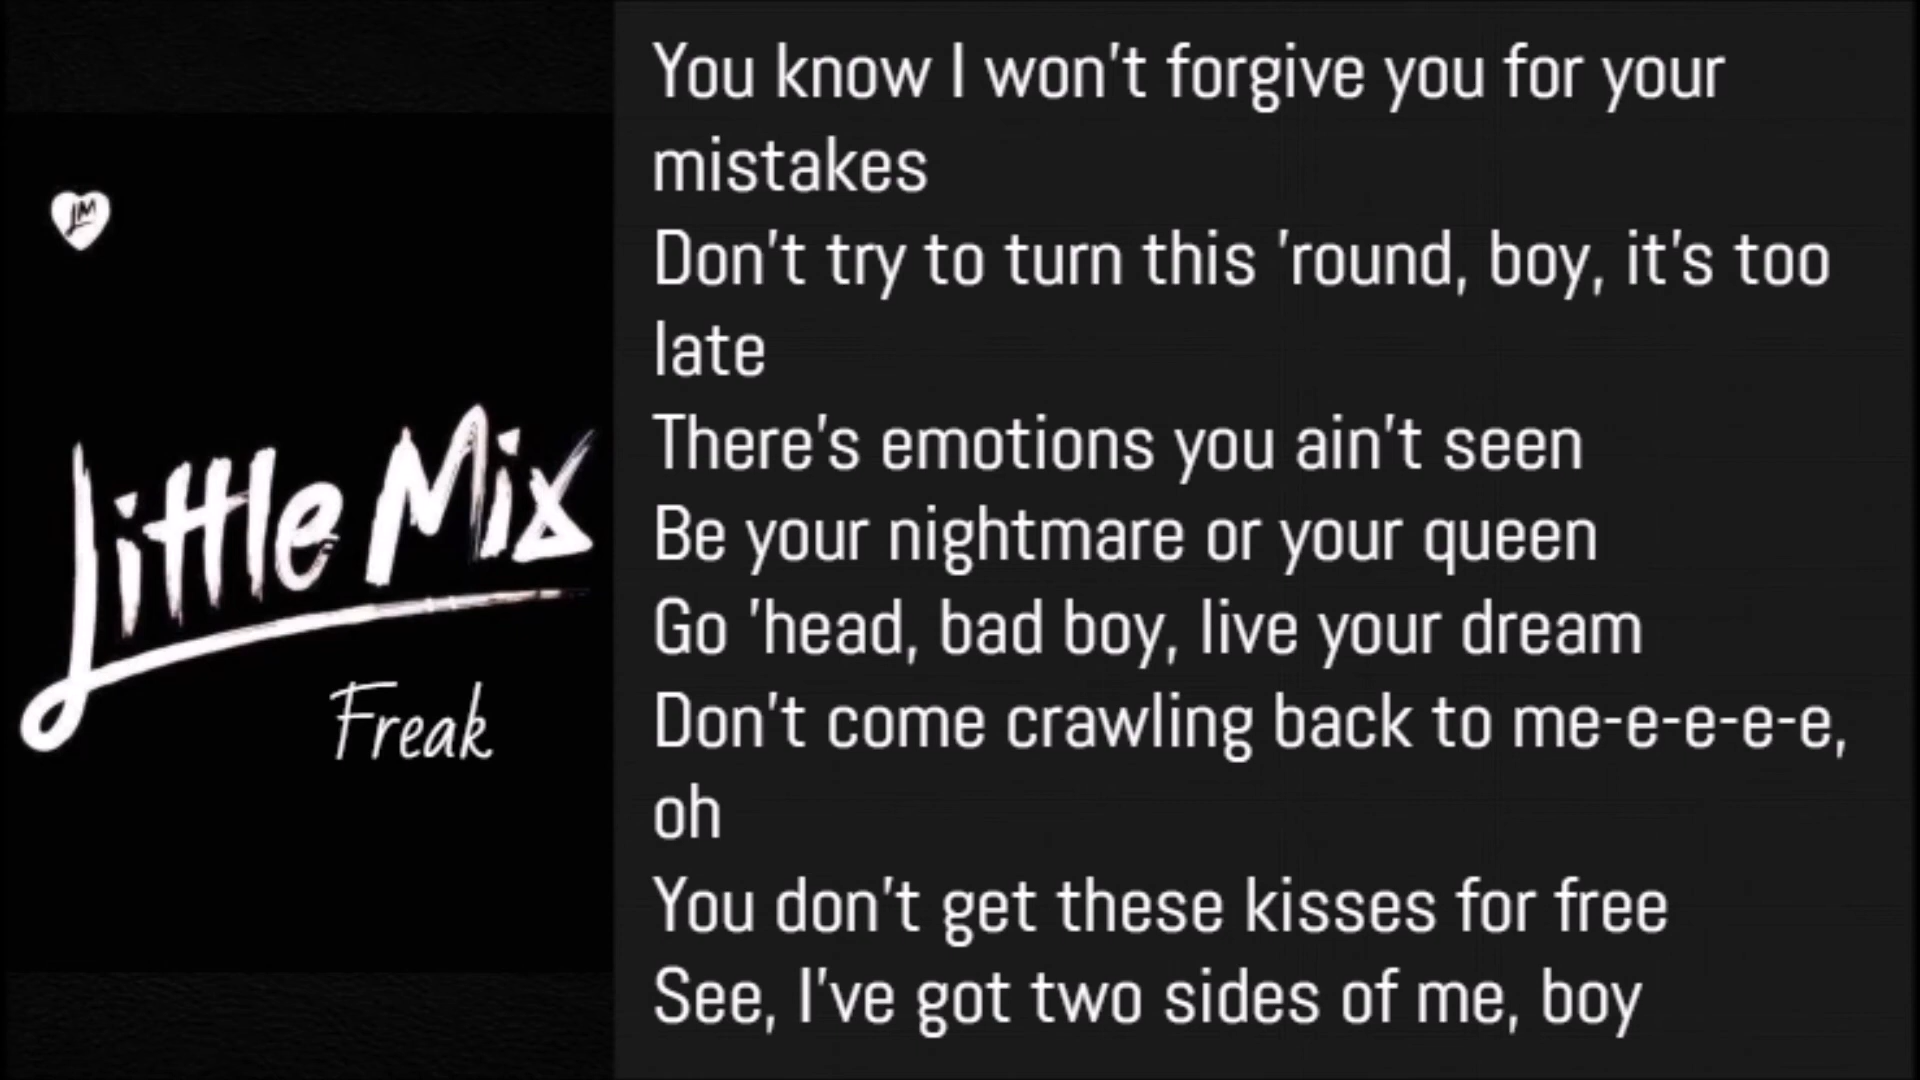 LM
Little Mix
Freak
You know I won't forgive you for your
mistakes
Don't try to turn this 'round, boy, it's too
late
There's emotions you ain't seen
Be your nightmare or your queen
Go 'head, bad boy, live your dream
Don't come crawling back to me-e-e-e-e,
oh
You don't get these kisses for free
See, I've got two sides of me, boy